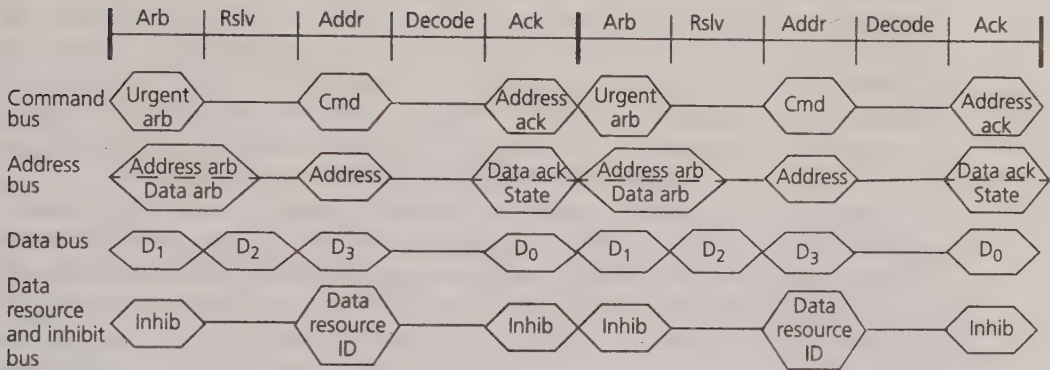 Arb Rslv Addr Decode Ack Arb Rslv Addr Decode Ack
Command bus
Urgent arb
Cmd
Address ack
Urgent arb
Cmd
Address ack
Address bus
Address arb
Data arb
Address
Data ack
State
Address arb
Data arb
Address
Data ack
State
Data bus
D₁ D₂ D₃ D₀ D₁ D₂ D₃ D₀
Data resource and inhibit bus
Inhib
Data resource ID
Inhib
Inhib
Data resource ID
Inhib